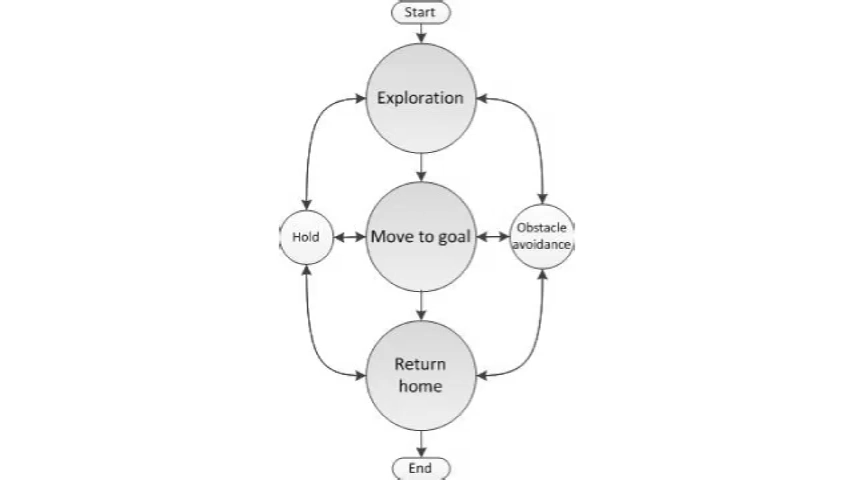 Start
Exploration
Hold
Move to goal
Obstacle
avoidance
Return
home
End